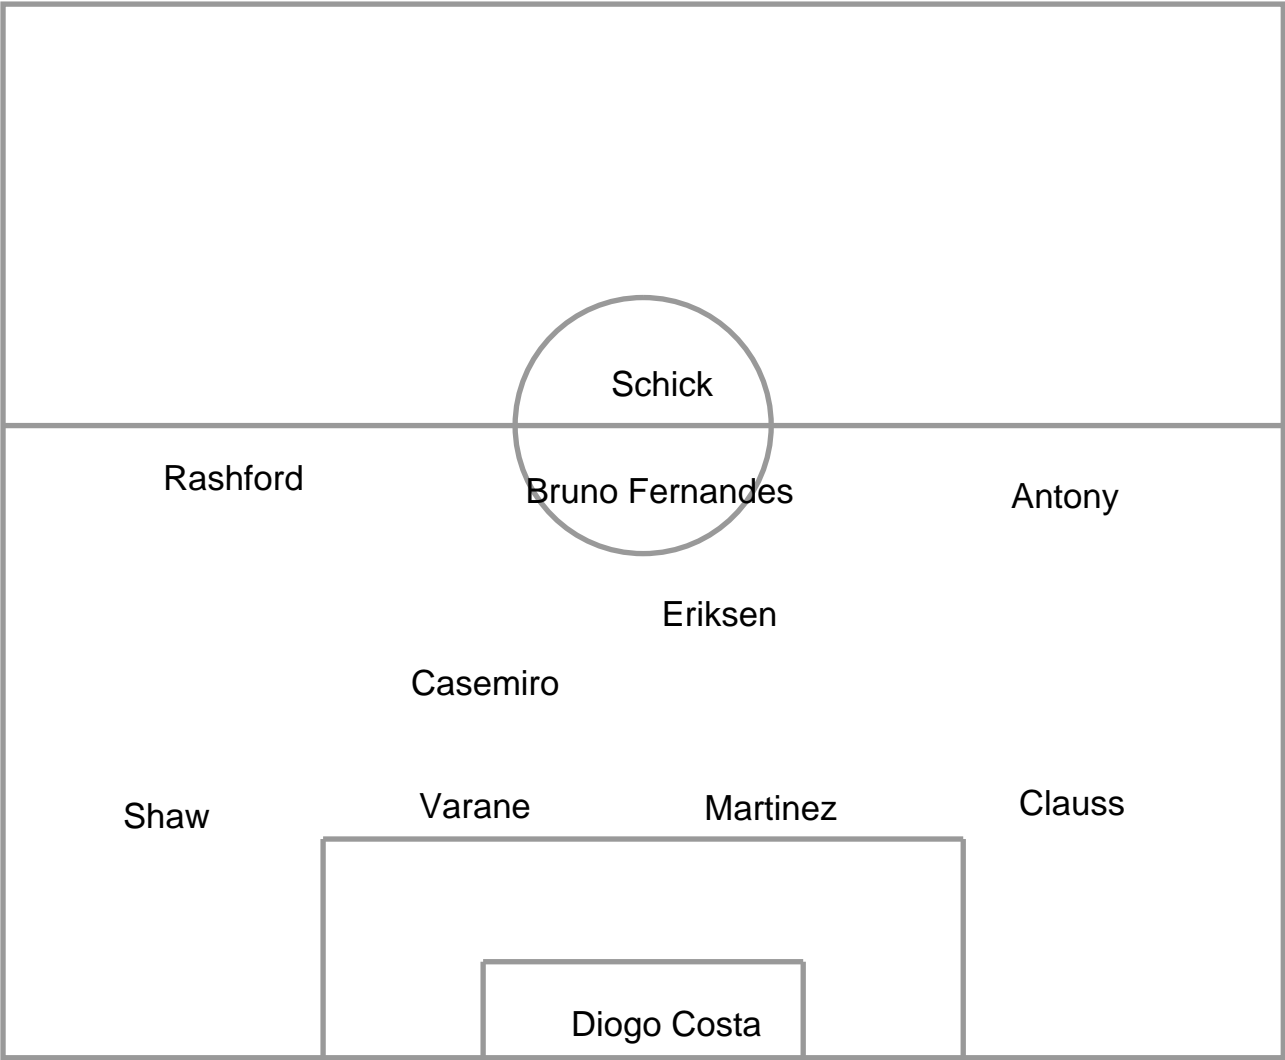 Schick
Rashford
Bruno Fernandes
Antony
Eriksen
Casemiro
Shaw
Varane
Martinez
Clauss
Diogo Costa